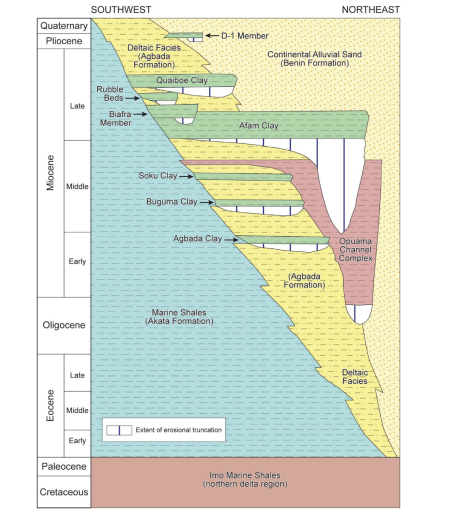 SOUTHWEST
NORTHEAST
Quaternary
Pliocene
D-1 Member
Deltaic Facies
(Agbada
Formation)
Continental Alluvial Sand
(Benin Formation)
Quaiboe Clay
Rubble
Beds
Late
Biafra
Member
Afam Clay
Miocene
Middle
Soku Clay
Buguma Clay
Agbada Clay
Opuama
Channel
Complex
Early
(Agbada
Formation)
Marine Shales
(Akata Formation)
Oligocene
Deltaic
Facies
Eocene
Late
Middle
Early
Extent of erosional truncation
Paleocene
Cretaceous
Imo Marine Shales
(northern delta region)